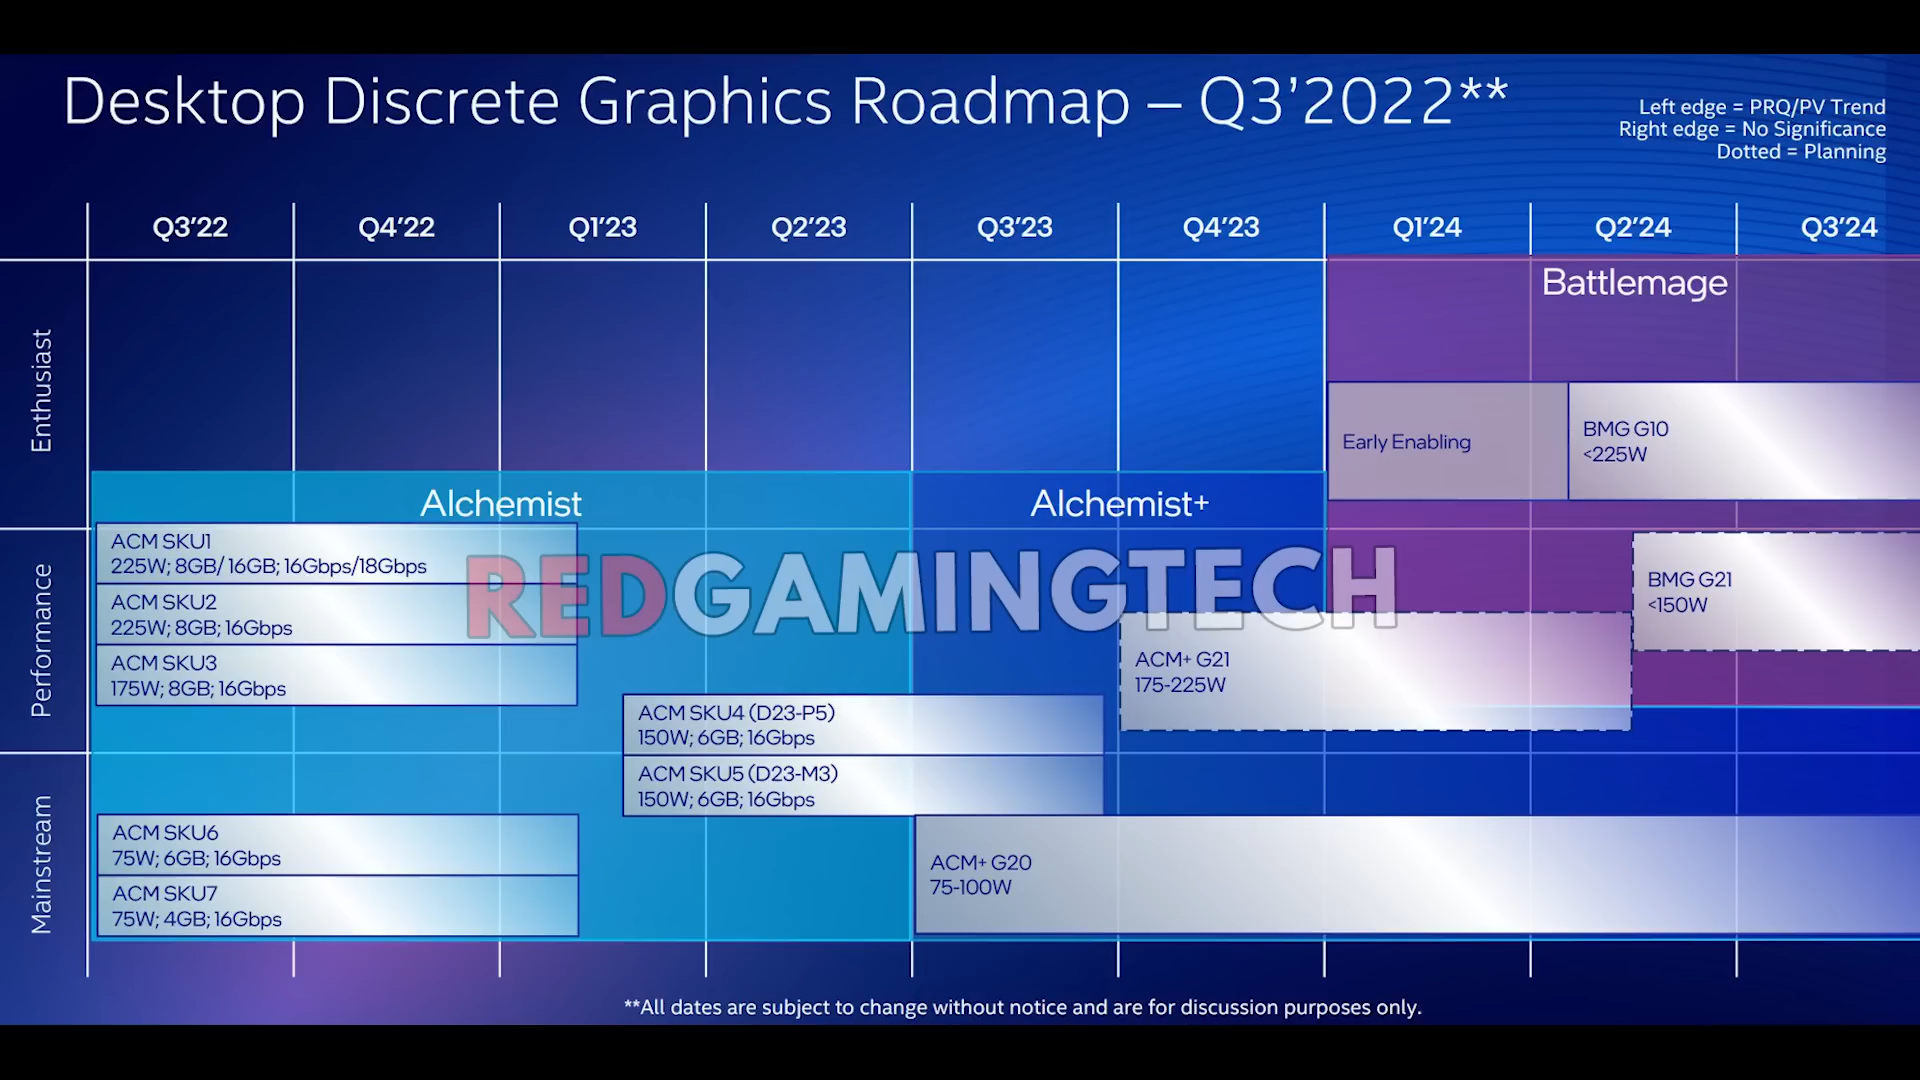 Desktop Discrete Graphics Roadmap – Q3’2022**
Left edge = PRQ/PV Trend
Right edge = No Significance
Dotted = Planning
Q3’22
Q4’22
Q1’23
Q2’23
Q3’23
Q4’23
Q1’24
Q2’24
Q3’24
Enthusiast
Battlemage
Early Enabling
BMG G10
<225W
Alchemist
Alchemist+
Performance
ACM SKU1
225W; 8GB/ 16GB; 16Gbps/18Gbps
ACM SKU2
225W; 8GB; 16Gbps
ACM SKU3
175W; 8GB; 16Gbps
REDGAMINGTECH
BMG G21
<150W
ACM+ G21
175-225W
ACM SKU4 (D23-P5)
150W; 6GB; 16Gbps
ACM SKU5 (D23-M3)
150W; 6GB; 16Gbps
Mainstream
ACM SKU6
75W; 6GB; 16Gbps
ACM SKU7
75W; 4GB; 16Gbps
ACM+ G20
75-100W
**All dates are subject to change without notice and are for discussion purposes only.